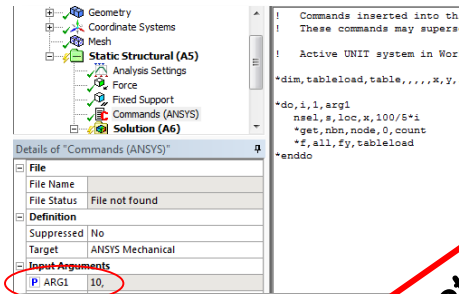 Geometry
Coordinate Systems
Mesh
Static Structural (A5)
Analysis Settings
Force
Fixed Support
Commands (ANSYS)
Solution (A6)
Details of "Commands (ANSYS)"
File
File Name
File Status File not found
Definition
Suppressed No
Target ANSYS Mechanical
Input Arguments
P ARG1 10,
! Commands inserted into th
! These commands may supers
! Active UNIT system in Wor
*dim,tableload,table,,,,,x,y,
*do,i,1,arg1
nsel,s,loc,x,100/5*i
*get,nbn,node,0,count
*f,all,fy,tableload
*enddo